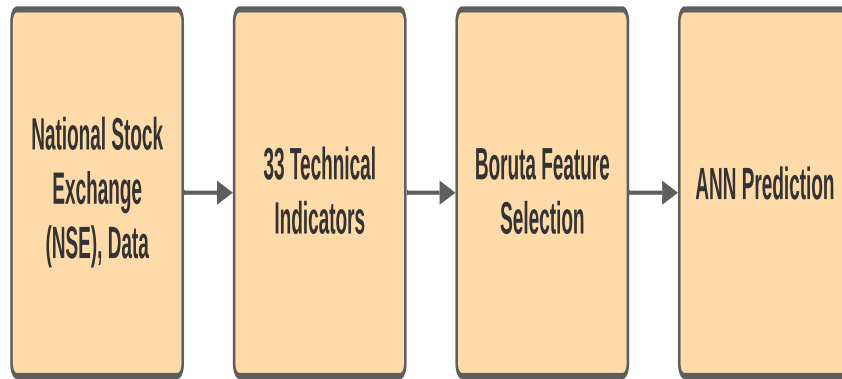 National Stock
Exchange
(NSE), Data
33 Technical
Indicators
Boruta Feature
Selection
ANN Prediction